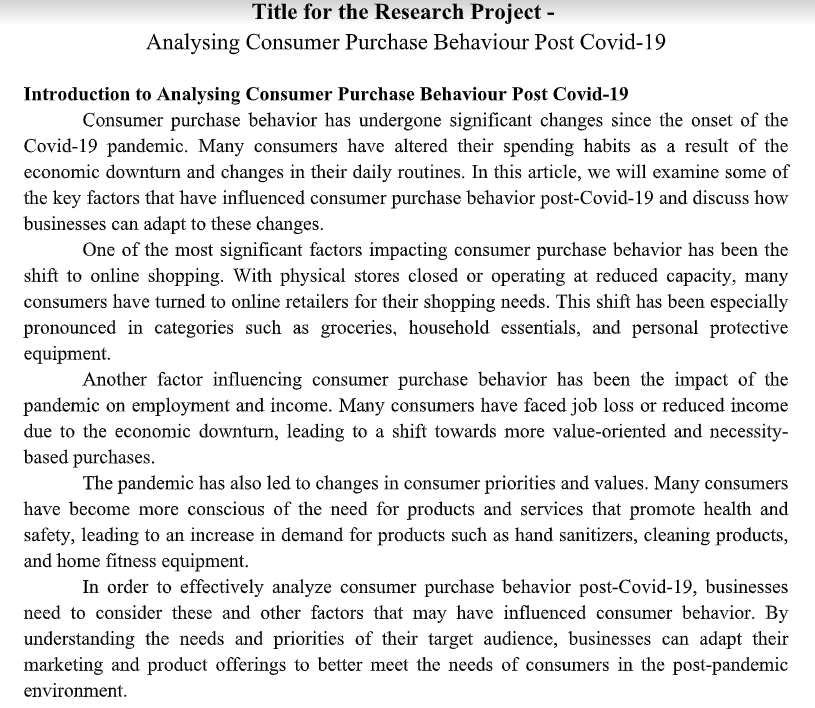 Title for the Research Project -
Analysing Consumer Purchase Behaviour Post Covid-19
Introduction to Analysing Consumer Purchase Behaviour Post Covid-19
Consumer purchase behavior has undergone significant changes since the onset of the
Covid-19 pandemic. Many consumers have altered their spending habits as a result of the
economic downturn and changes in their daily routines. In this article, we will examine some of
the key factors that have influenced consumer purchase behavior post-Covid-19 and discuss how
businesses can adapt to these changes.
One of the most significant factors impacting consumer purchase behavior has been the
shift to online shopping. With physical stores closed or operating at reduced capacity, many
consumers have turned to online retailers for their shopping needs. This shift has been especially
pronounced in categories such as groceries, household essentials, and personal protective
equipment.
Another factor influencing consumer purchase behavior has been the impact of the
pandemic on employment and income. Many consumers have faced job loss or reduced income
due to the economic downturn, leading to a shift towards more value-oriented and necessity-
based purchases.
The pandemic has also led to changes in consumer priorities and values. Many consumers
have become more conscious of the need for products and services that promote health and
safety, leading to an increase in demand for products such as hand sanitizers, cleaning products,
and home fitness equipment.
In order to effectively analyze consumer purchase behavior post-Covid-19, businesses
need to consider these and other factors that may have influenced consumer behavior. By
understanding the needs and priorities of their target audience, businesses can adapt their
marketing and product offerings to better meet the needs of consumers in the post-pandemic
environment.